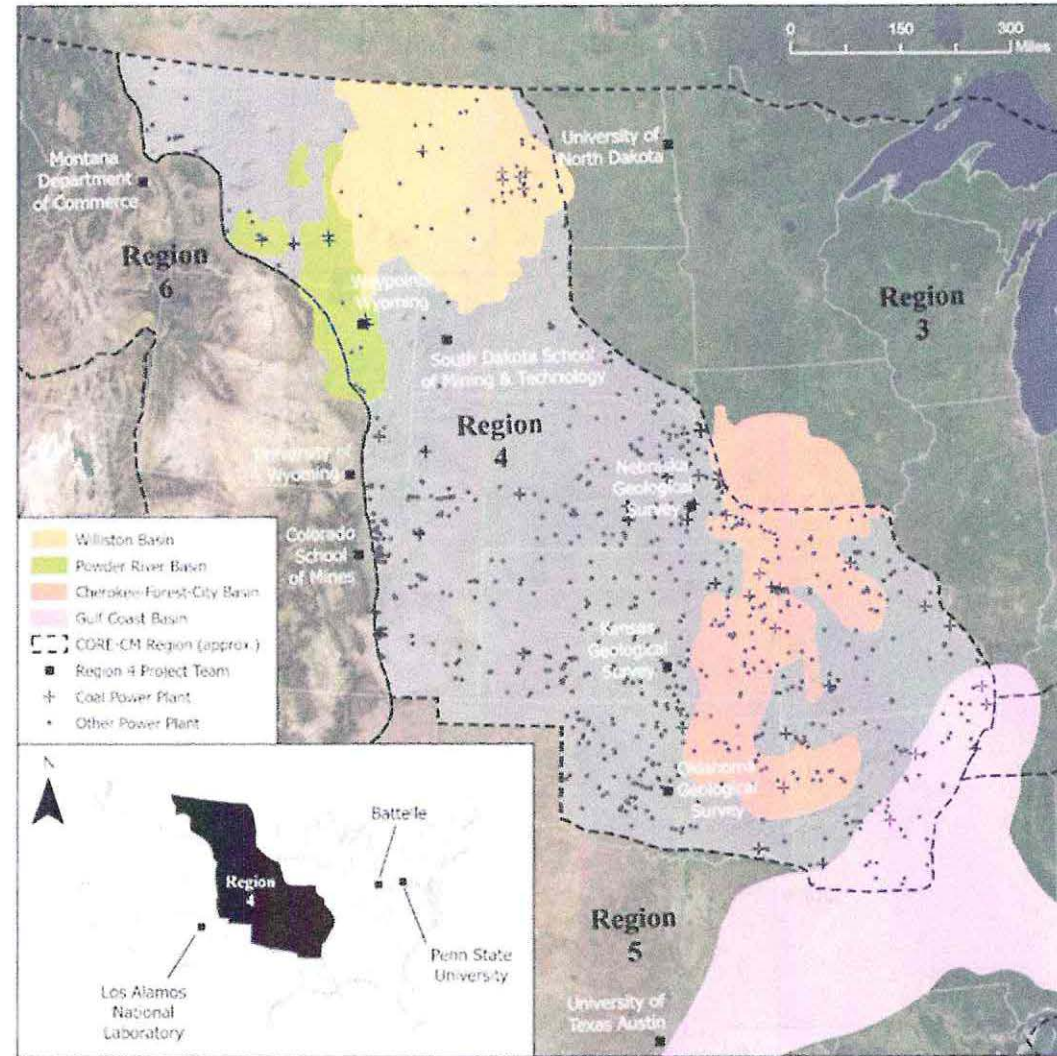 0 150 300
Miles
University of
North Dakota
Montana
Department
of Commerce
Region
6
Region
3
Waypoint
Wyoming
South Dakota School
of Mining & Technology
Region
4
University of
Wyoming
Nebraska
Geological
Survey
Colorado
School
of Mines
Williston Basin
Powder River Basin
Cherokee-Forest-City Basin
Gulf Coast Basin
CORE-CM Region (approx.)
Region 4 Project Team
Coal Power Plant
Other Power Plant
Kansas
Geological
Survey
Oklahoma
Geological
Survey
N
Battelle
Region
4
Penn State
University
Los Alamos
National
Laboratory
Region
5
University of
Texas Austin